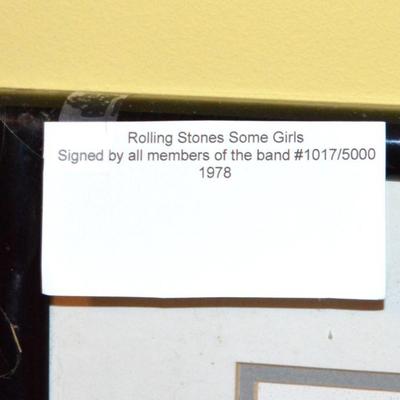 Rolling Stones Some Girls
Signed by all members of the band #1017/5000
1978